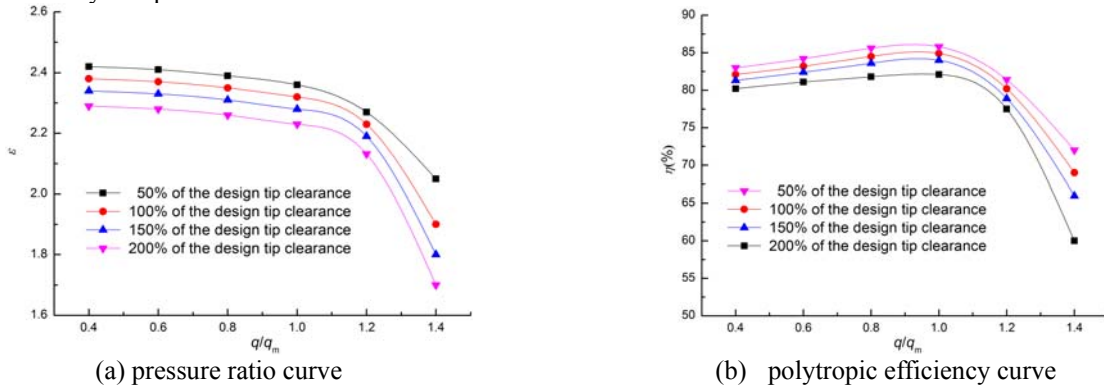 2.6
2.4
2.2
2.0
1.8
1.6
ε
50% of the design tip clearance
100% of the design tip clearance
150% of the design tip clearance
200% of the design tip clearance
0.4 0.6 0.8 1.0 1.2 1.4
q/qm
(a) pressure ratio curve
90
85
80
75
70
65
60
55
50
η(%)
50% of the design tip clearance
100% of the design tip clearance
150% of the design tip clearance
200% of the design tip clearance
0.4 0.6 0.8 1.0 1.2 1.4
q/qm
(b) polytropic efficiency curve